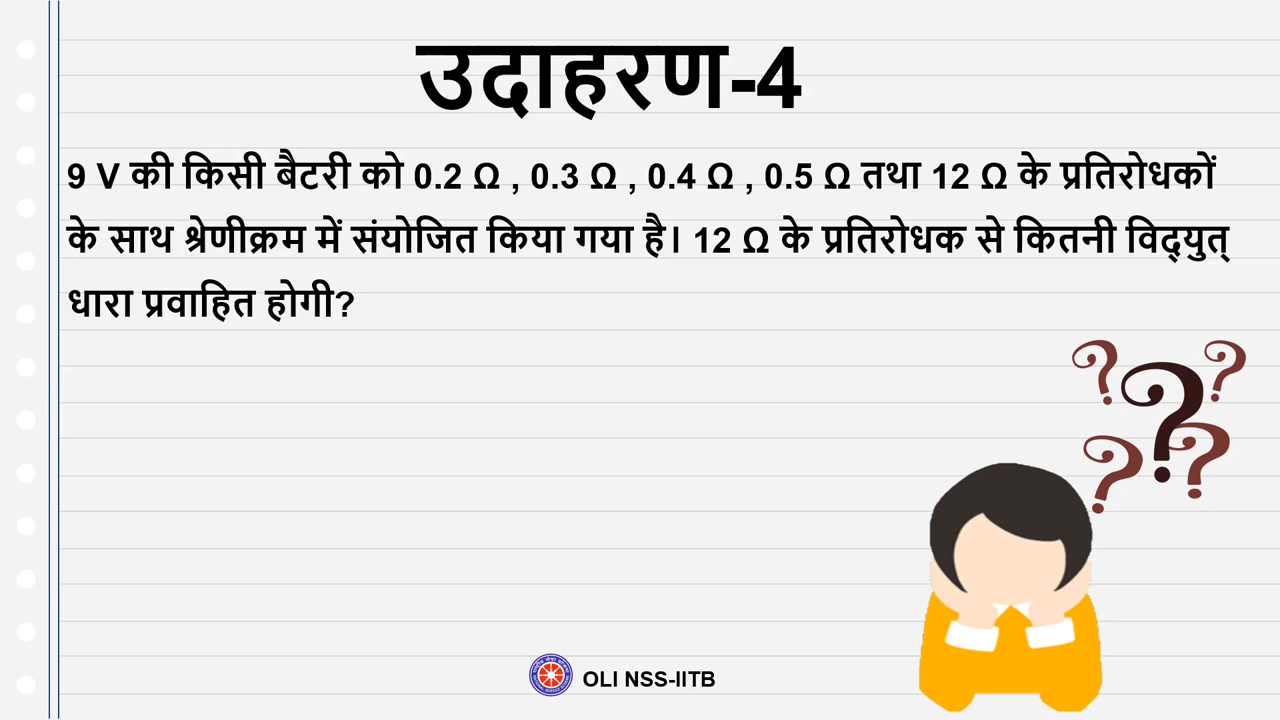 उदाहरण-4
9 V की किसी बैटरी को 0.2 Ω , 0.3 Ω , 0.4 Ω , 0.5 Ω तथा 12 Ω के प्रतिरोधकों
के साथ श्रेणीक्रम में संयोजित किया गया है। 12 Ω के प्रतिरोधक से कितनी विद्युत्
धारा प्रवाहित होगी?
OLI NSS-IITB